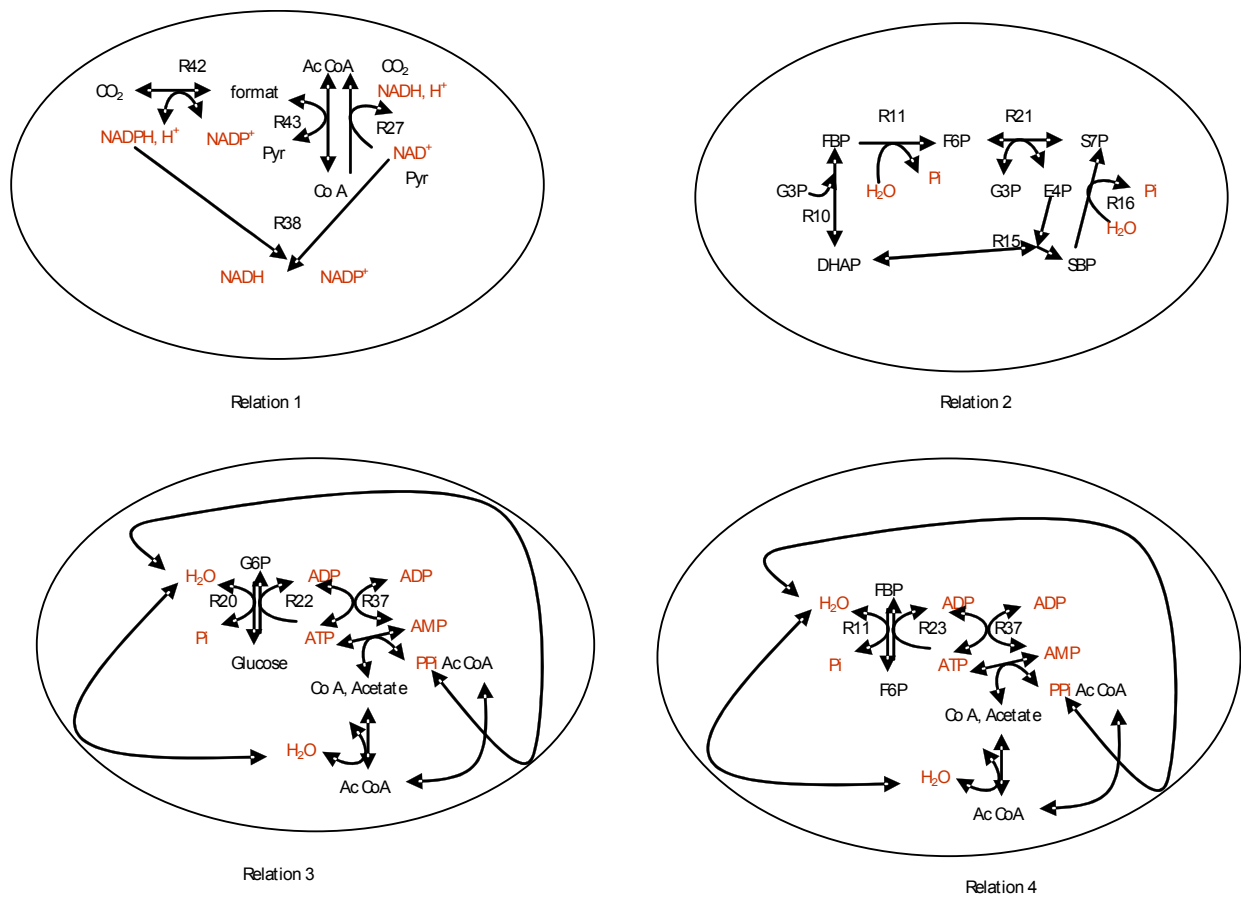 R42
Ac CoA CO₂
CO₂ format NADH, H⁺
R43 R27
NADPH, H⁺ NADP⁺
Pyr NAD⁺
Pyr
Co A
R38
NADH NADP⁺
Relation 1
R11 R21
FBP F6P S7P
G3P H₂O Pi G3P E4P R16 Pi
R10
H₂O
R15
DHAP SBP
Relation 2
G6P
H₂O ADP ADP
R20 R22 R37
Pi ATP AMP
Glucose PPi Ac CoA
Co A, Acetate
H₂O
Ac CoA
Relation 3
FBP
H₂O ADP ADP
R11 R23 R37
Pi ATP AMP
F6P PPi Ac CoA
Co A, Acetate
H₂O
Ac CoA
Relation 4